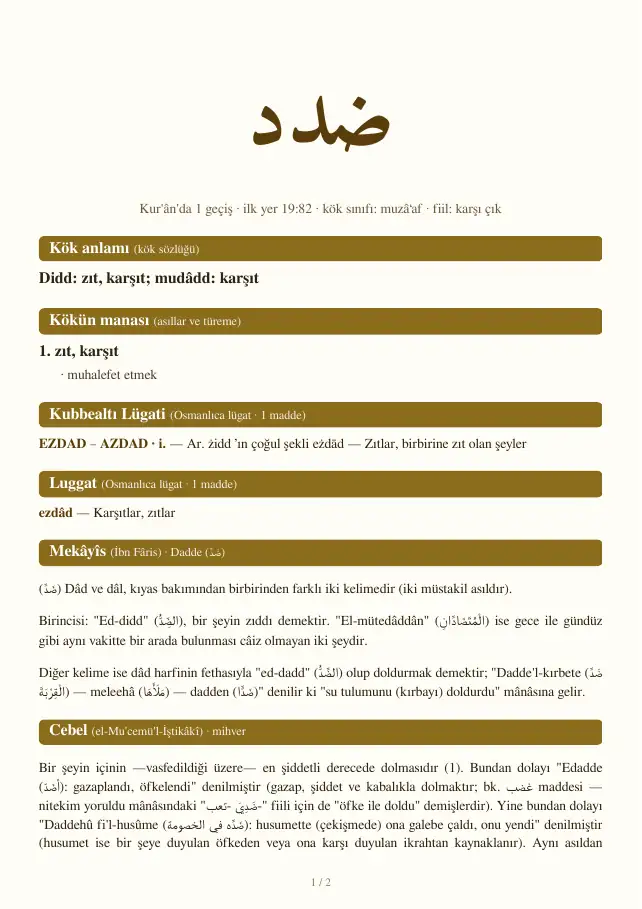 ضدد
Kur'ân'da 1 geçiş · ilk yer 19:82 · kök sınıfı: muzâ'af · fiil: karşı çık
Kök anlamı (kök sözlüğü)
Didd: zıt, karşıt; mudâdd: karşıt
Kökün manası (asıllar ve türeme)
1. zıt, karşıt
· muhalefet etmek
Kubbealtı Lügati (Osmanlıca lügat · 1 madde)
EZDAD – AZDAD · i. — Ar. żidd 'ın çoğul şekli eżdād — Zıtlar, birbirine zıt olan şeyler
Luggat (Osmanlıca lügat · 1 madde)
ezdâd — Karşıtlar, zıtlar
Mekâyîs (İbn Fâris) · Dadde (ضدّ)
(ضدّ) Dâd ve dâl, kıyas bakımından birbirinden farklı iki kelimedir (iki müstakil asıldır).
Birincisi: "Ed-didd" (الضِّدُّ), bir şeyin zıddı demektir. "El-mütedâddân" (الْمُتَضَادَّانِ) ise gece ile gündüz
gibi aynı vakitte bir arada bulunması câiz olmayan iki şeydir.
Diğer kelime ise dâd harfinin fethasıyla "ed-dadd" (الضَّدُّ) olup doldurmak demektir; "Dadde'l-kırbete (ضَدَّ
الْقِرْبَةَ) — meleehâ (مَلَأَهَا) — dadden (ضَدًّا)" denilir ki "su tulumunu (kırbayı) doldurdu" mânâsına gelir.
Cebel (el-Mu'cemü'l-İştikâkî) · mihver
Bir şeyin içinin —vasfedildiği üzere— en şiddetli derecede dolmasıdır (1). Bundan dolayı "Edadde
(أضدّ): gazaplandı, öfkelendi" denilmiştir (gazap, şiddet ve kabalıkla dolmaktır; bk. غضب maddesi —
nitekim yoruldu mânâsındaki "ضَدِيَ -تعب-" fiili için de "öfke ile doldu" demişlerdir). Yine bundan dolayı
"Daddehû fi'l-husûme (ضدّه في الخصومة): husumette (çekişmede) ona galebe çaldı, onu yendi" denilmiştir
(husumet ise bir şeye duyulan öfkeden veya ona karşı duyulan ikrahtan kaynaklanır). Aynı asıldan
1 / 2